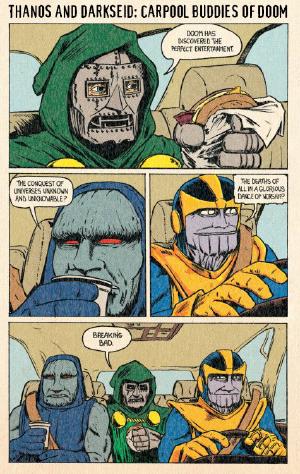 THANOS AND DARKSEID: CARPOOL BUDDIES OF DOOM
DOOM HAS
DISCOVERED THE
PERFECT ENTERTAINMENT.
THE CONQUEST OF
UNIVERSES UNKNOWN
AND UNKNOWABLE?
THE DEATHS OF
ALL IN A GLORIOUS
DANCE OF
BREAKING
BAD.